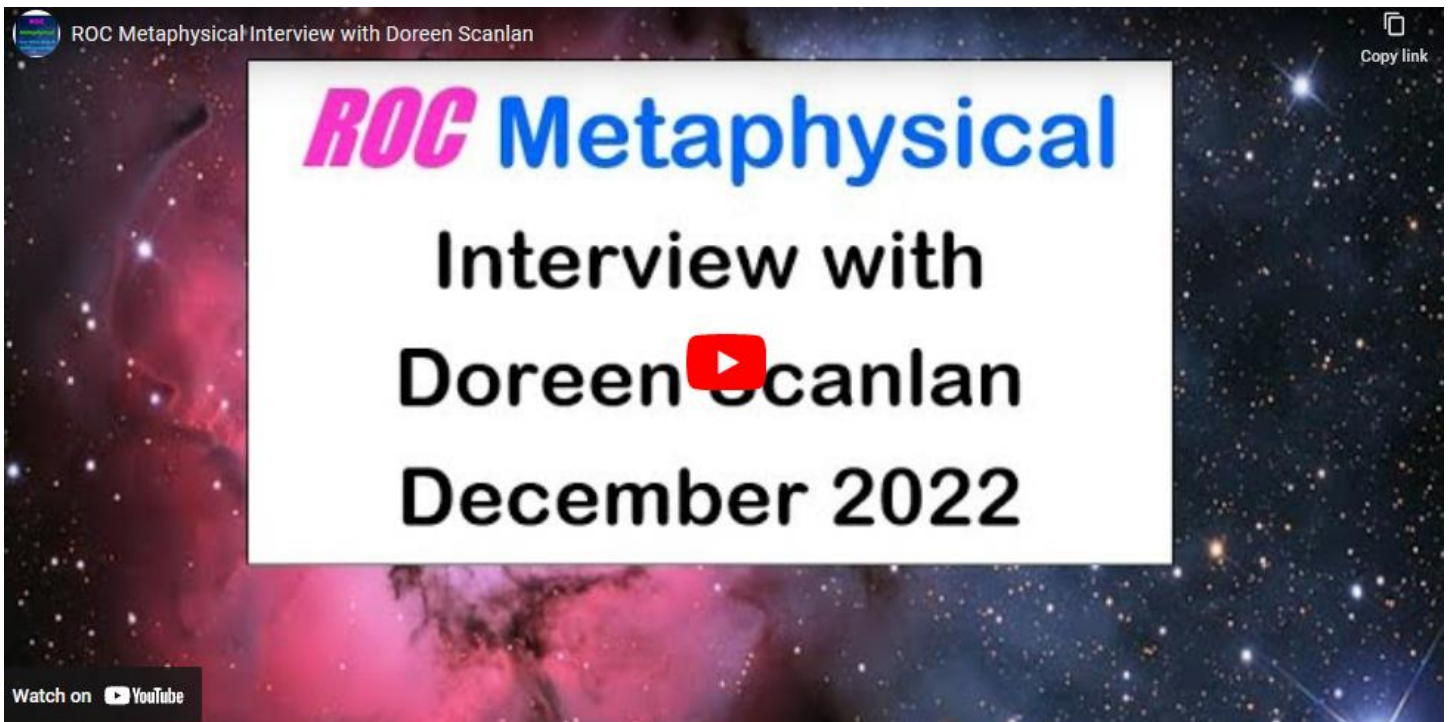 ROC Metaphysical Interview with Doreen Scanlan
Copy link
ROC Metaphysical
Interview with
Doreen Scanlan
December 2022
Watch on YouTube